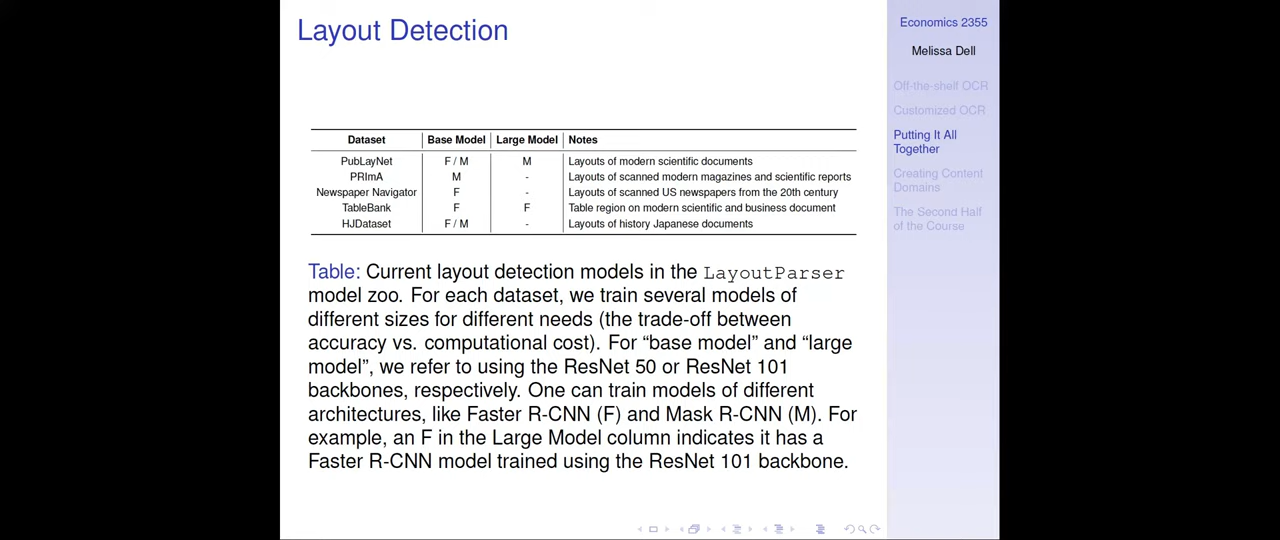 Layout Detection
Dataset Base Model Large Model Notes
PubLayNet F / M M Layouts of modern scientific documents
PRImA M - Layouts of scanned modern magazines and scientific reports
Newspaper Navigator F - Layouts of scanned US newspapers from the 20th century
TableBank F F Table region on modern scientific and business document
HJDataset F / M - Layouts of history Japanese documents
Table: Current layout detection models in the LayoutParser
model zoo. For each dataset, we train several models of
different sizes for different needs (the trade-off between
accuracy vs. computational cost). For “base model” and “large
model”, we refer to using the ResNet 50 or ResNet 101
backbones, respectively. One can train models of different
architectures, like Faster R-CNN (F) and Mask R-CNN (M). For
example, an F in the Large Model column indicates it has a
Faster R-CNN model trained using the ResNet 101 backbone.
Economics 2355
Melissa Dell
Off-the-shelf OCR
Customized OCR
Putting It All
Together
Creating Content
Domains
The Second Half
of the Course